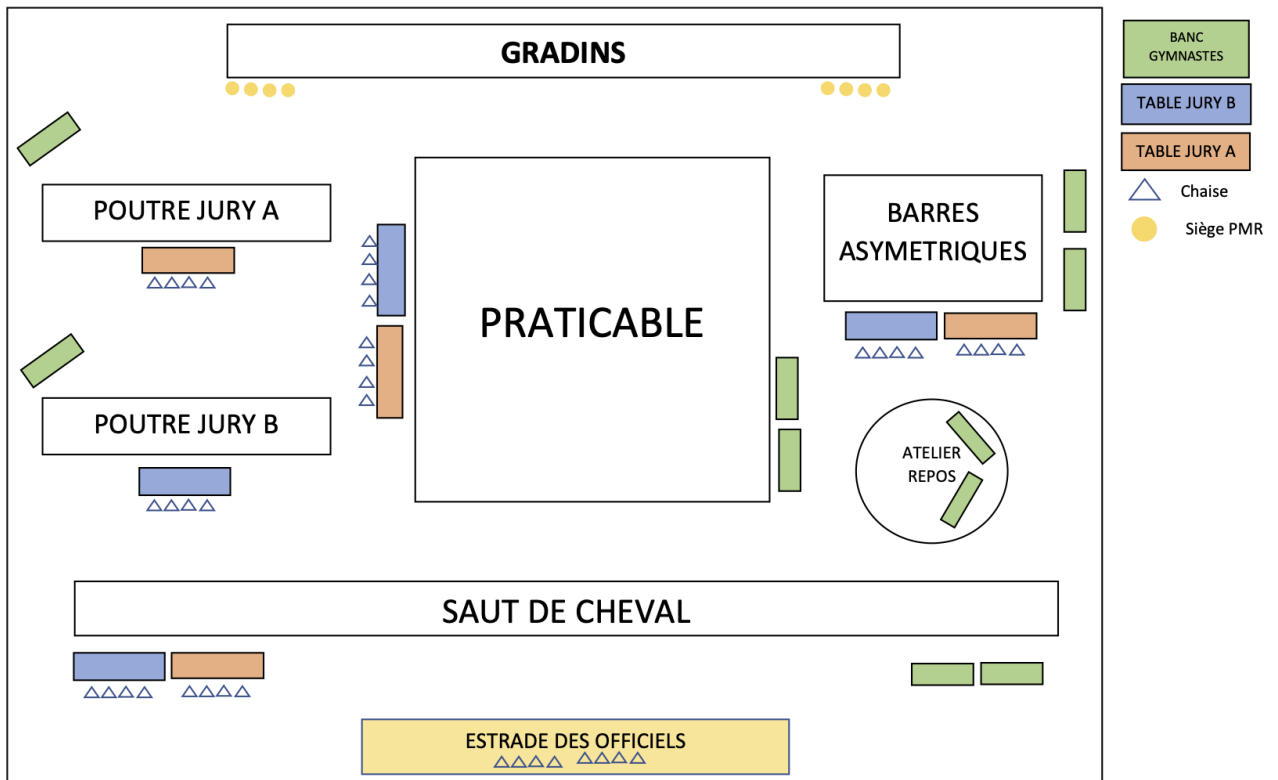 GRADINS
BANC
GYMNASTES
TABLE JURY B
TABLE JURY A
Chaise
Siège PMR
POUTRE JURY A
BARRES
ASYMETRIQUES
PRATICABLE
POUTRE JURY B
ATELIER
REPOS
SAUT DE CHEVAL
ESTRADE DES OFFICIELS